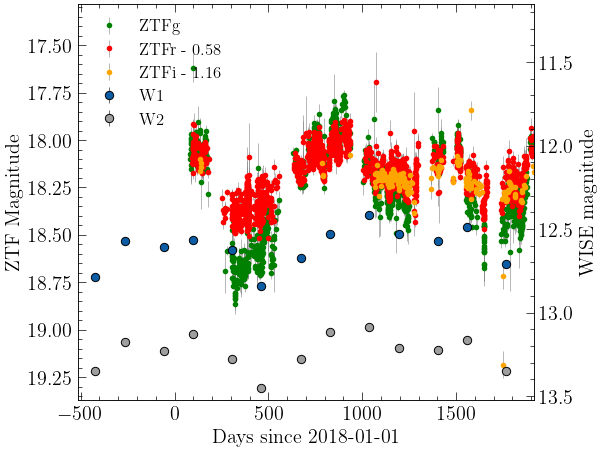 ZTFg
ZTFr - 0.58
ZTFi - 1.16
W1
W2
17.50
17.75
18.00
18.25
18.50
18.75
19.00
19.25
ZTF Magnitude
11.5
12.0
12.5
13.0
13.5
WISE magnitude
−500 0 500 1000 1500
Days since 2018-01-01